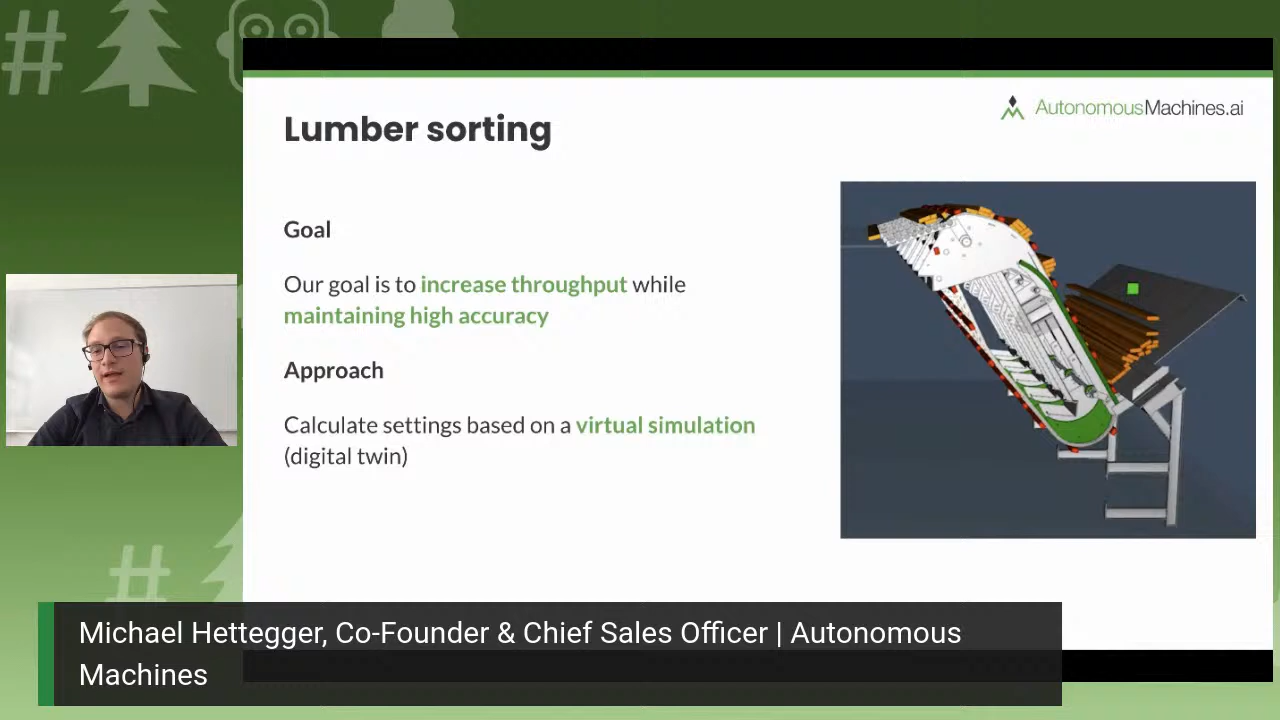 AutonomousMachines.ai
Lumber sorting
Goal
Our goal is to increase throughput while
maintaining high accuracy
Approach
Calculate settings based on a virtual simulation
(digital twin)
Michael Hettegger, Co-Founder & Chief Sales Officer | Autonomous
Machines